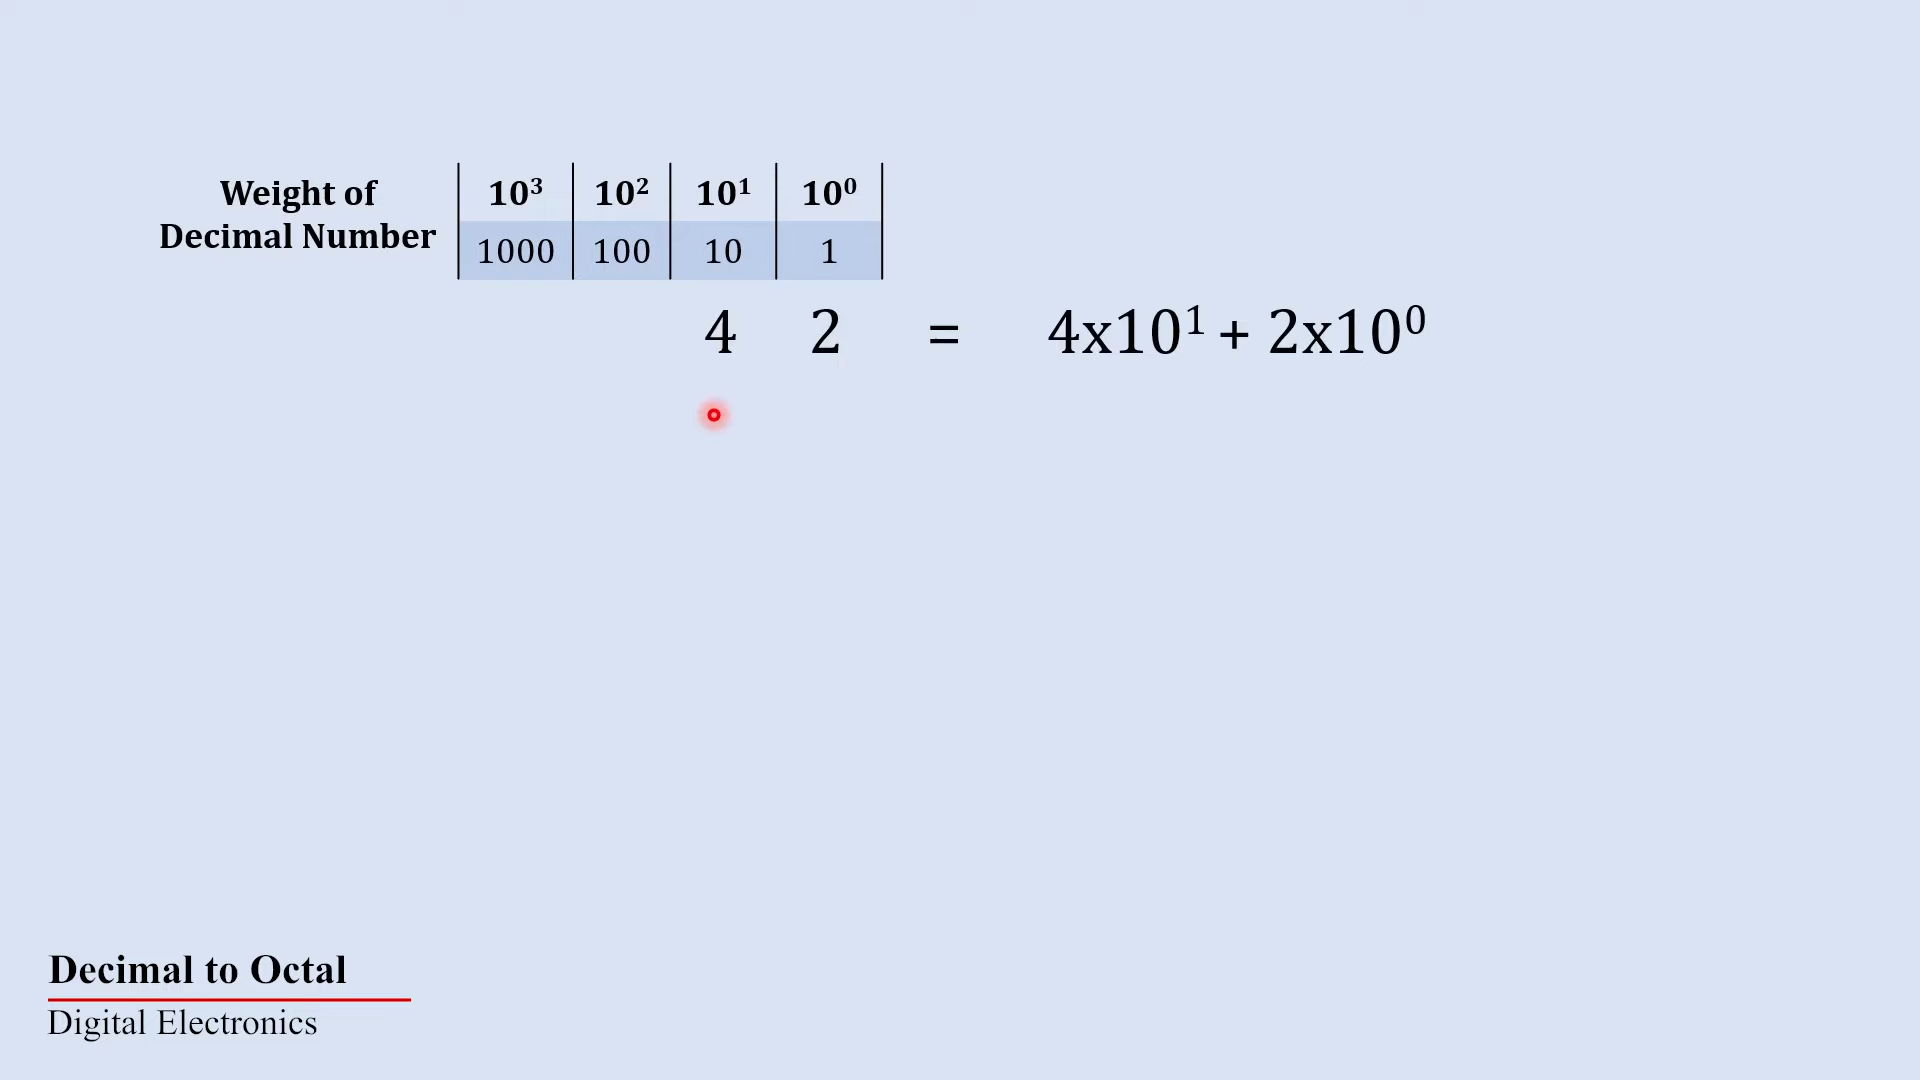 Weight of
Decimal Number
10³ 10² 10¹ 10⁰
1000 100 10 1
4 2 = 4x10¹ + 2x10⁰
Decimal to Octal
Digital Electronics